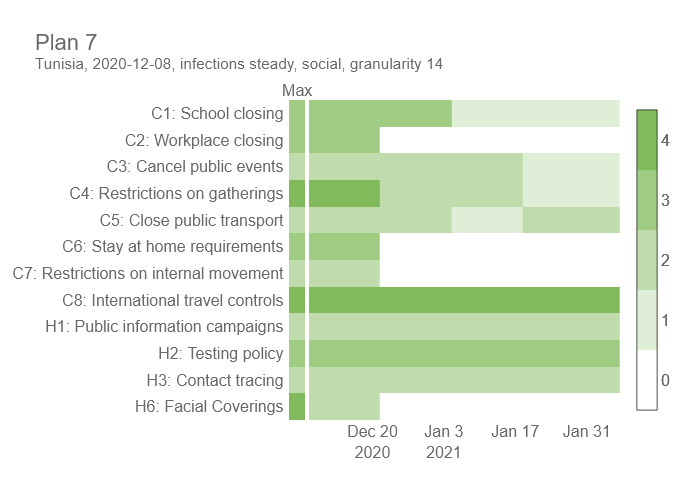 Plan 7
Tunisia, 2020-12-08, infections steady, social, granularity 14
Max
C1: School closing
C2: Workplace closing
C3: Cancel public events
C4: Restrictions on gatherings
C5: Close public transport
C6: Stay at home requirements
C7: Restrictions on internal movement
C8: International travel controls
H1: Public information campaigns
H2: Testing policy
H3: Contact tracing
H6: Facial Coverings
Dec 20 Jan 3 Jan 17 Jan 31
2020 2021
4
3
2
1
0